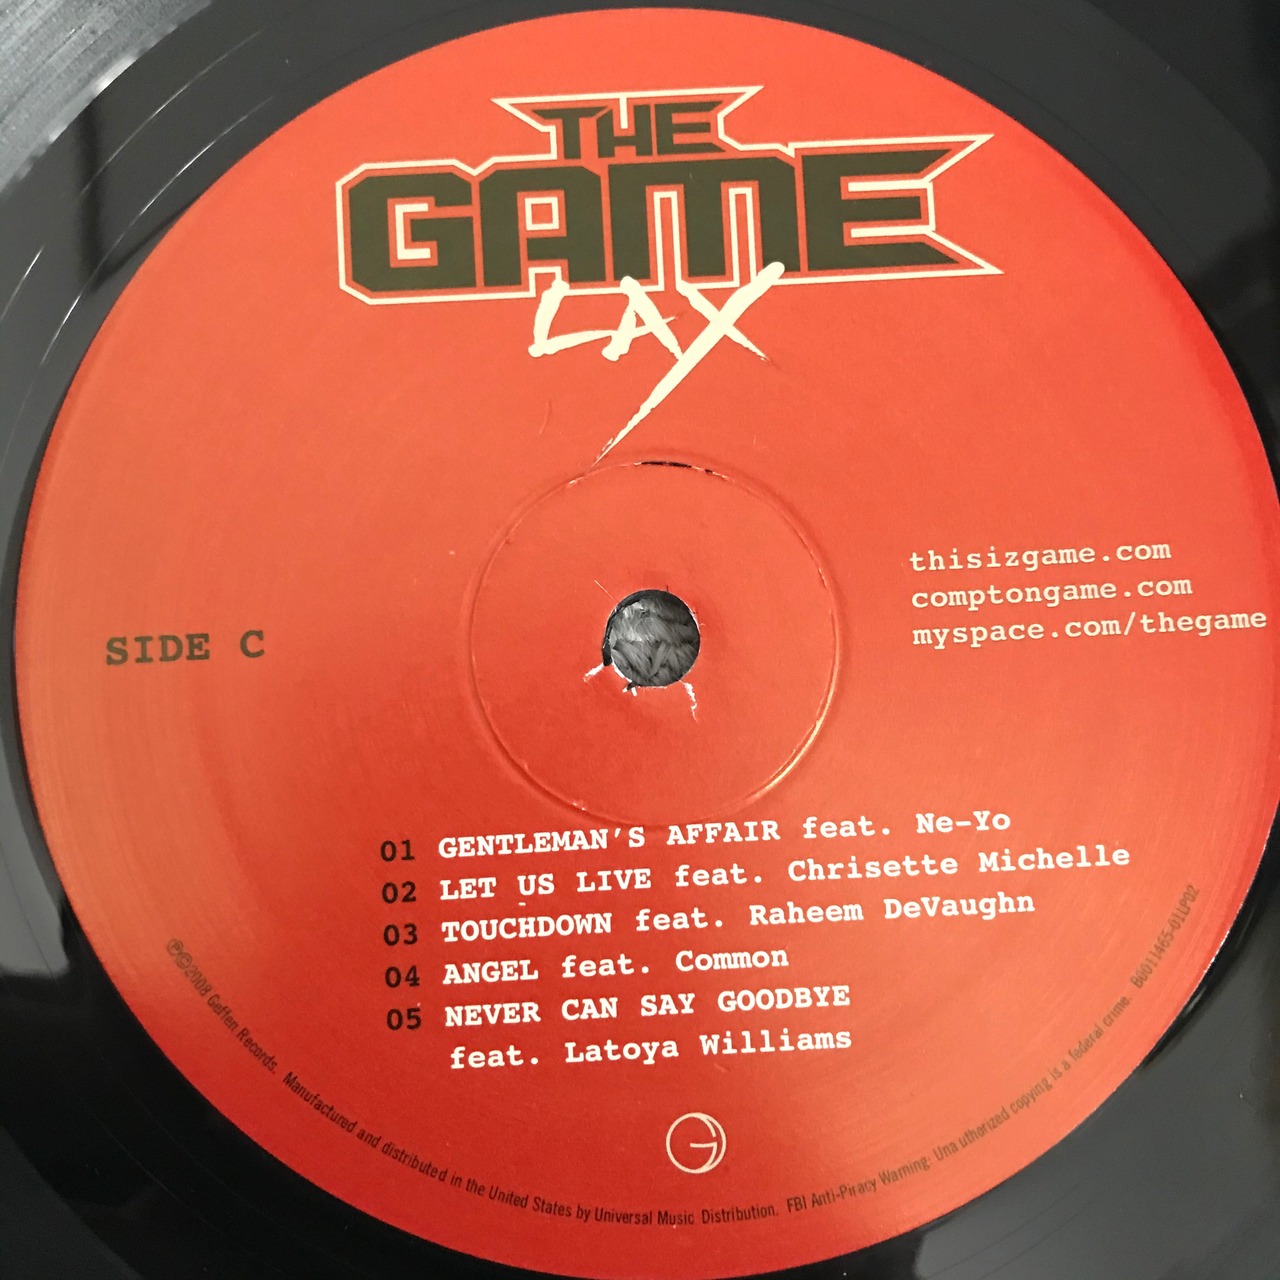 THE
GAME
LAX
thisizgame.com
comptongame.com
myspace.com/thegame
SIDE C
01 GENTLEMAN'S AFFAIR feat. Ne-Yo
02 LET US LIVE feat. Chrisette Michelle
03 TOUCHDOWN feat. Raheem DeVaughn
04 ANGEL feat. Common
05 NEVER CAN SAY GOODBYE
feat. Latoya Williams
℗©2008 Geffen Records. Manufactured and distributed in the United States by Universal Music Distribution. FBI Anti-Piracy Warning: Una uthorized copying is a federal crime. B0011465-01LP02